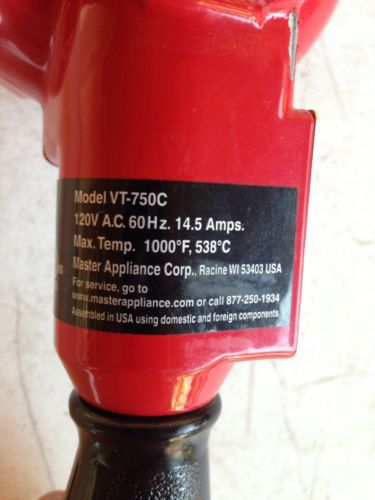 Model VT-750C
120V A.C. 60Hz. 14.5 Amps.
Max. Temp. 1000°F, 538°C
Master Appliance Corp., Racine WI 53403 USA
For service, go to
www.masterappliance.com or call 877-250-1934
Assembled in USA using domestic and foreign components